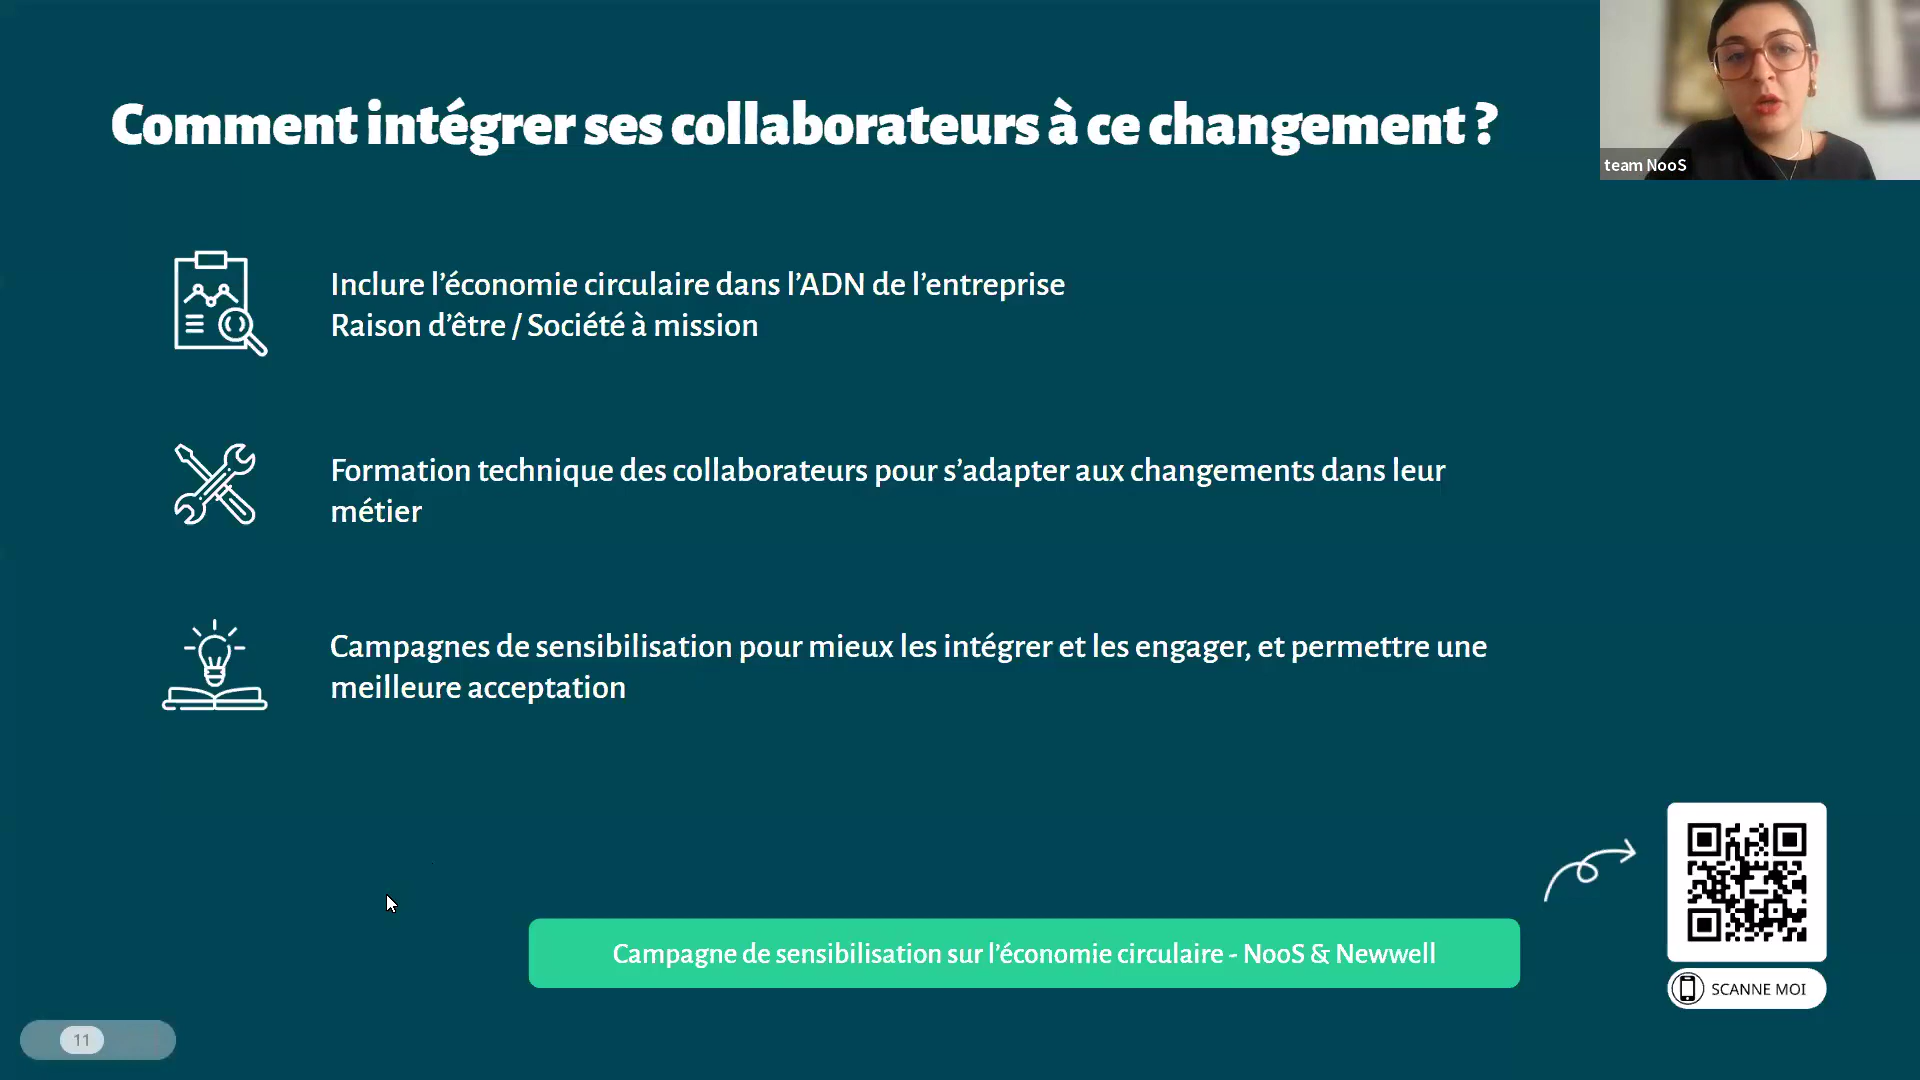 Comment intégrer ses collaborateurs à ce changement ?
team NooS
Inclure l’économie circulaire dans l’ADN de l’entreprise
Raison d’être / Société à mission
Formation technique des collaborateurs pour s’adapter aux changements dans leur
métier
Campagnes de sensibilisation pour mieux les intégrer et les engager, et permettre une
meilleure acceptation
Campagne de sensibilisation sur l’économie circulaire - NooS & Newwell
SCANNE MOI
11